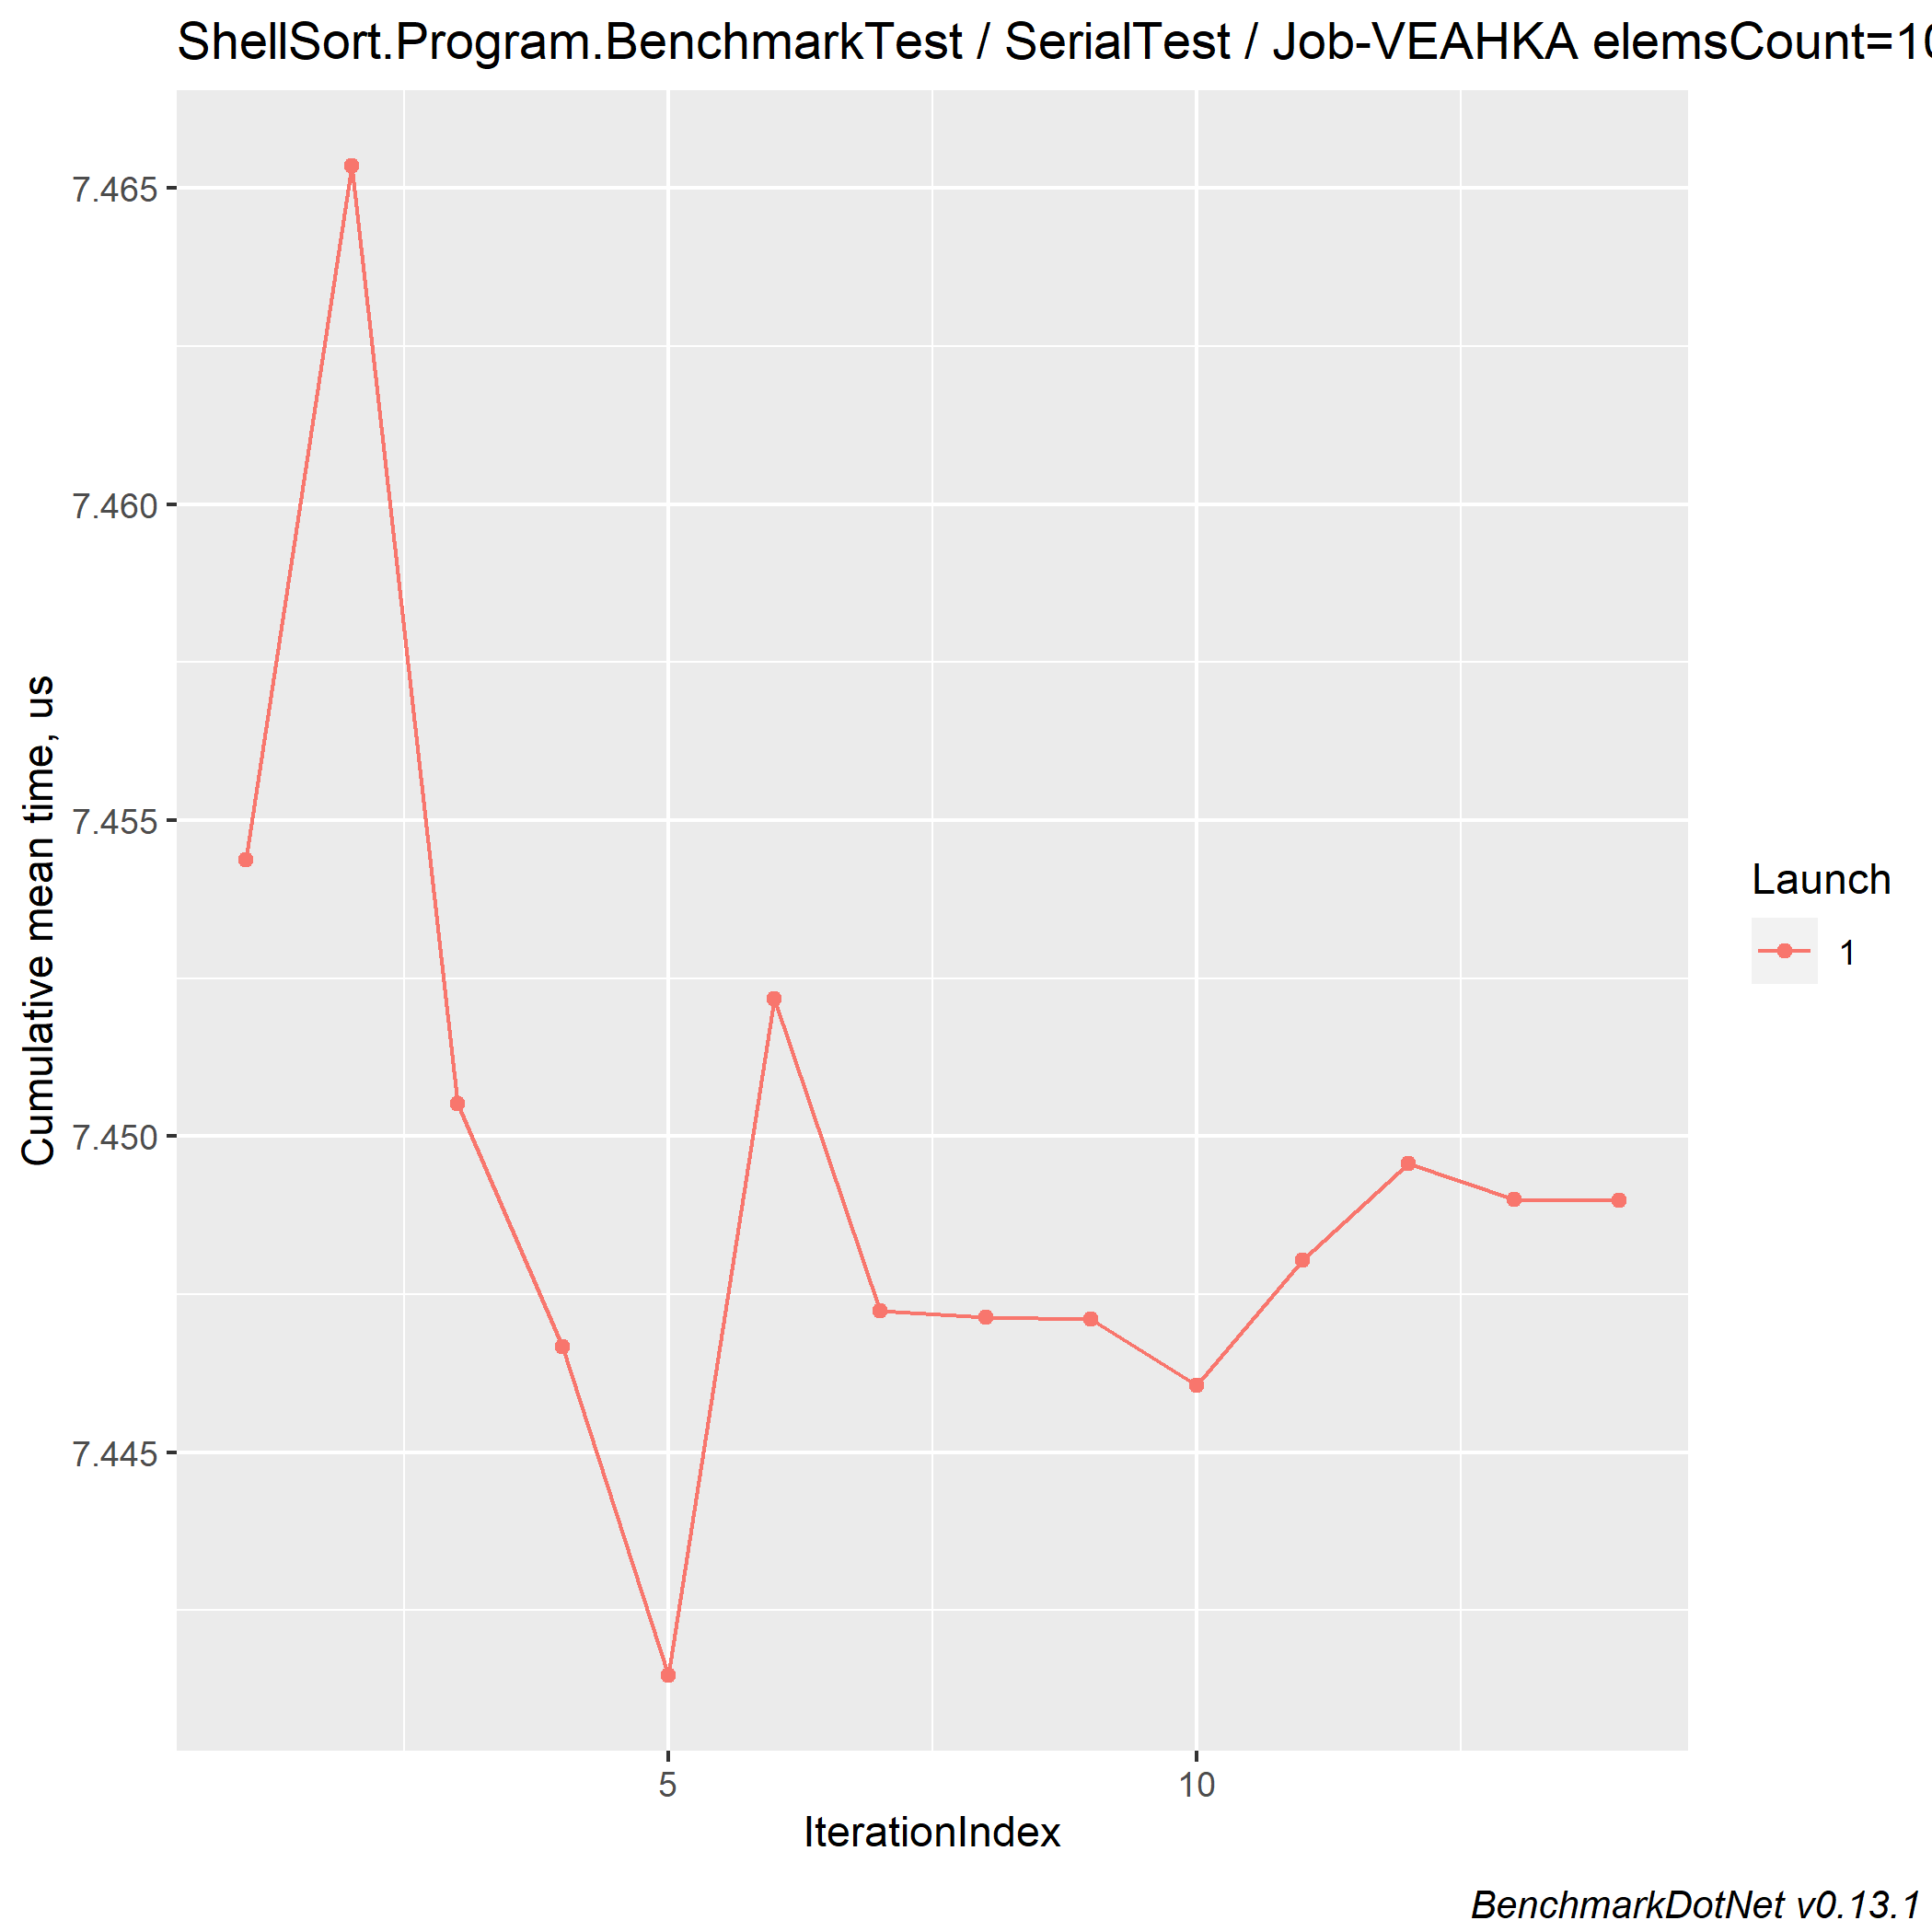 ShellSort.Program.BenchmarkTest / SerialTest / Job-VEAHKA elemsCount=10
7.465
7.460
7.455
7.450
7.445
Cumulative mean time, us
5
10
IterationIndex
Launch
1
BenchmarkDotNet v0.13.1